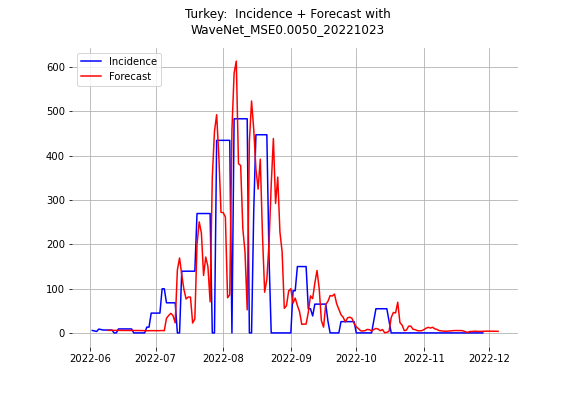 Turkey:  Incidence + Forecast with
WaveNet_MSE0.0050_20221023
Incidence
Forecast
600
500
400
300
200
100
0
2022-06 2022-07 2022-08 2022-09 2022-10 2022-11 2022-12